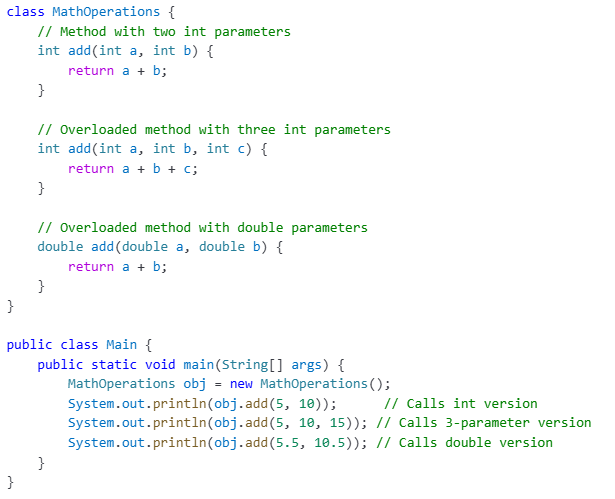 class MathOperations {
    // Method with two int parameters
    int add(int a, int b) {
        return a + b;
    }

    // Overloaded method with three int parameters
    int add(int a, int b, int c) {
        return a + b + c;
    }

    // Overloaded method with double parameters
    double add(double a, double b) {
        return a + b;
    }
}

public class Main {
    public static void main(String[] args) {
        MathOperations obj = new MathOperations();
        System.out.println(obj.add(5, 10));      // Calls int version
        System.out.println(obj.add(5, 10, 15)); // Calls 3-parameter version
        System.out.println(obj.add(5.5, 10.5)); // Calls double version
    }
}